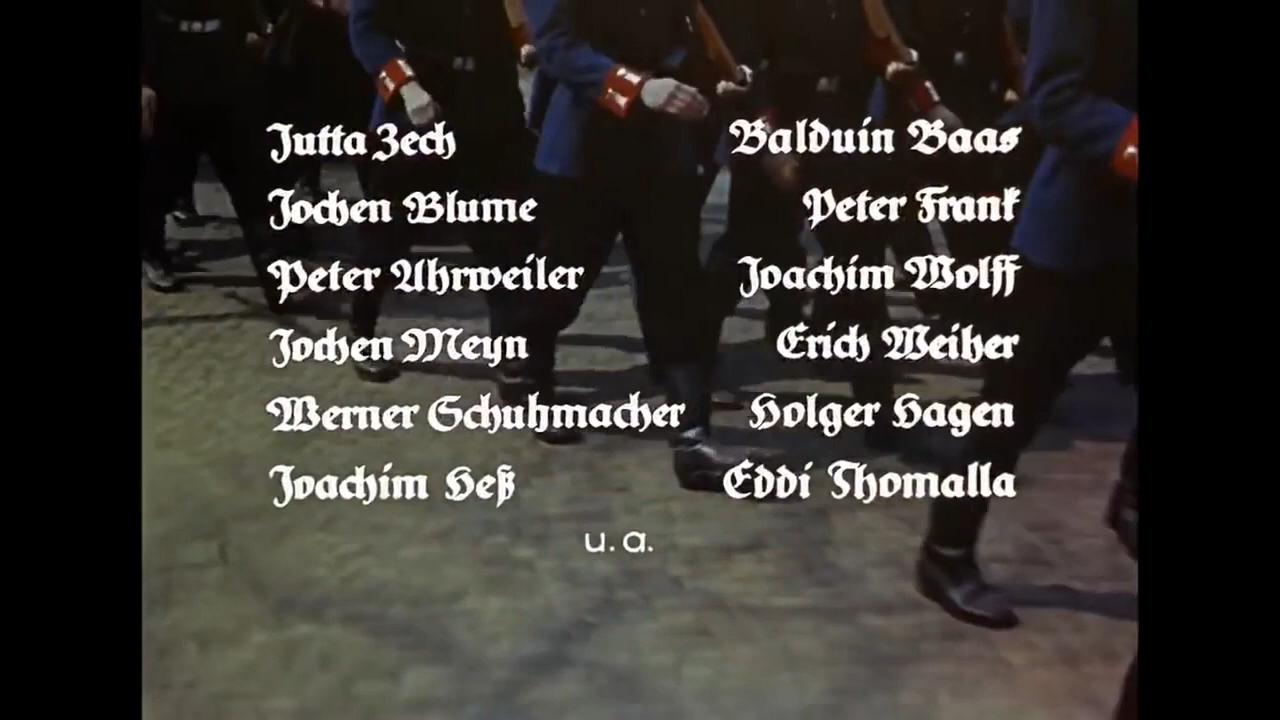 Jutta Zech
Balduin Baas
Jochen Blume
Peter Frank
Peter Ahrweiler
Joachim Wolff
Jochen Meyn
Erich Weiher
Werner Schuhmacher
Holger Hagen
Joachim Heß
Eddi Thomalla
u. a.